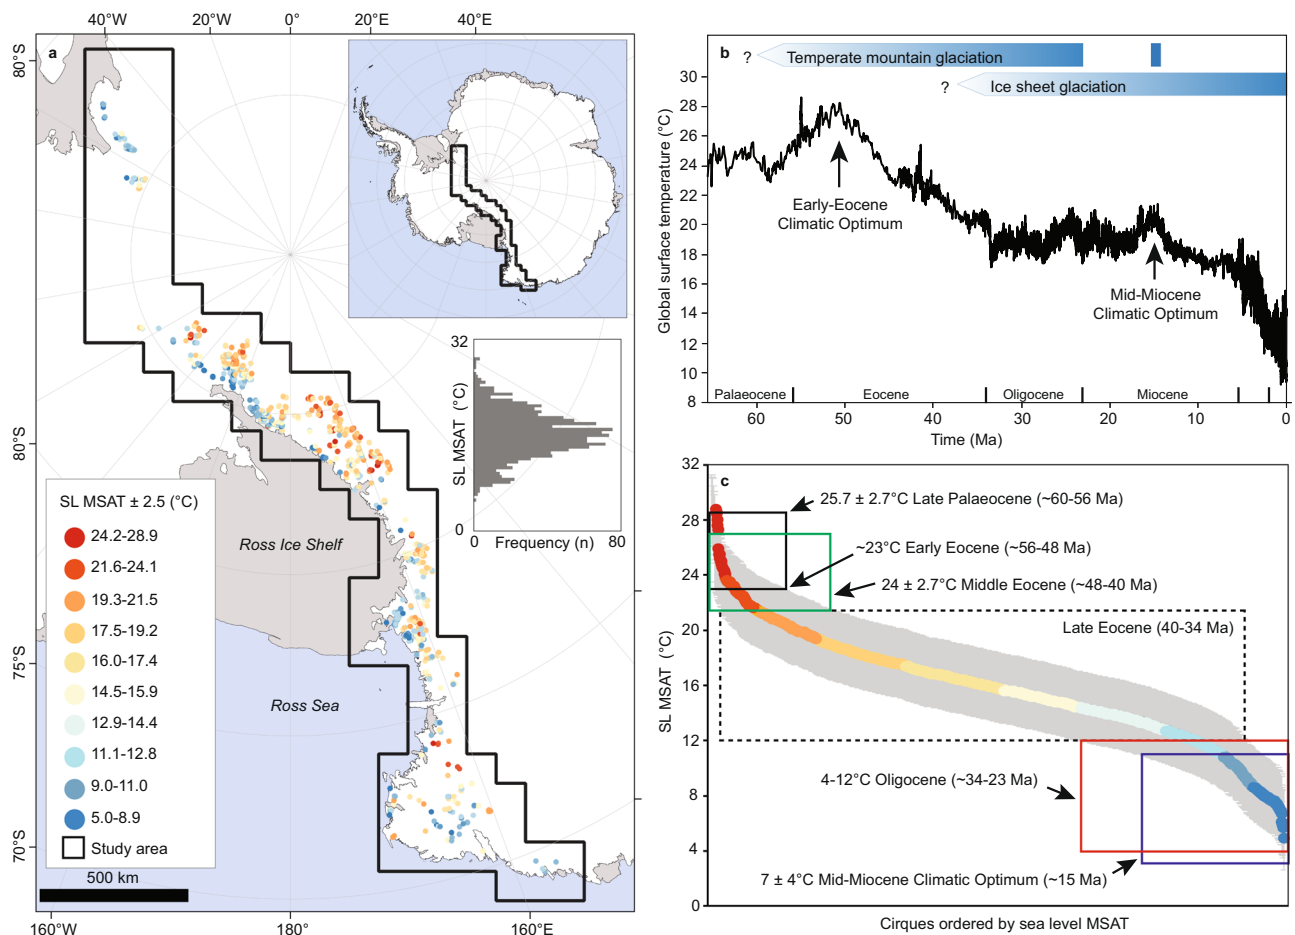 40°W
20°W
0°
20°E
40°E
80°S
80°S
75°S
70°S
160°W
180°
160°E
a
Ross Ice Shelf
Ross Sea
SL MSAT ± 2.5 (°C)
24.2-28.9
21.6-24.1
19.3-21.5
17.5-19.2
16.0-17.4
14.5-15.9
12.9-14.4
11.1-12.8
9.0-11.0
5.0-8.9
Study area
500 km
32
0
SL MSAT (°C)
0
Frequency (n)
80
b
? Temperate mountain glaciation
? Ice sheet glaciation
Global surface temperature (°C)
30
28
26
24
22
20
18
16
14
12
10
8
Early-Eocene
Climatic Optimum
Mid-Miocene
Climatic Optimum
Palaeocene
Eocene
Oligocene
Miocene
60
50
40
30
20
10
0
Time (Ma)
c
SL MSAT (°C)
32
28
24
20
16
12
8
4
0
25.7 ± 2.7°C Late Palaeocene (~60-56 Ma)
~23°C Early Eocene (~56-48 Ma)
24 ± 2.7°C Middle Eocene (~48-40 Ma)
Late Eocene (40-34 Ma)
4-12°C Oligocene (~34-23 Ma)
7 ± 4°C Mid-Miocene Climatic Optimum (~15 Ma)
Cirques ordered by sea level MSAT